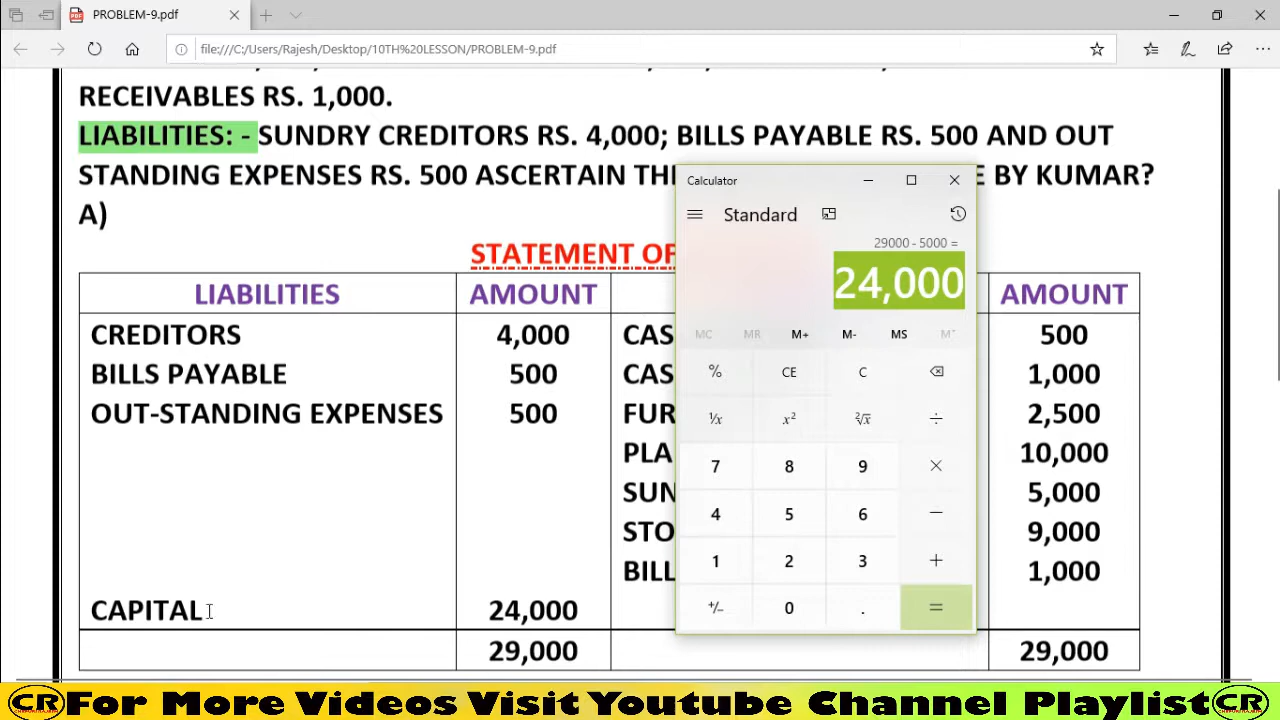 PROBLEM-9.pdf
file:///C:/Users/Rajesh/Desktop/10TH%20LESSON/PROBLEM-9.pdf
RECEIVABLES RS. 1,000.
LIABILITIES: - SUNDRY CREDITORS RS. 4,000; BILLS PAYABLE RS. 500 AND OUT
STANDING EXPENSES RS. 500 ASCERTAIN BY KUMAR?
A)
STATEMENT OF
LIABILITIES AMOUNT AMOUNT
CREDITORS 4,000 CAS 500
BILLS PAYABLE 500 CAS 1,000
OUT-STANDING EXPENSES 500 FUR 2,500
PLA 10,000
SUN 5,000
STO 9,000
BILL 1,000
CAPITAL 24,000
29,000 29,000
Calculator
Standard
29000 - 5000 =
24,000
MC MR M+ M- MS M˅
% CE C
⅟x x² ²√x ÷
7 8 9 ×
4 5 6 −
1 2 3 +
+/− 0 . =
CR For More Videos Visit Youtube Channel Playlist CR